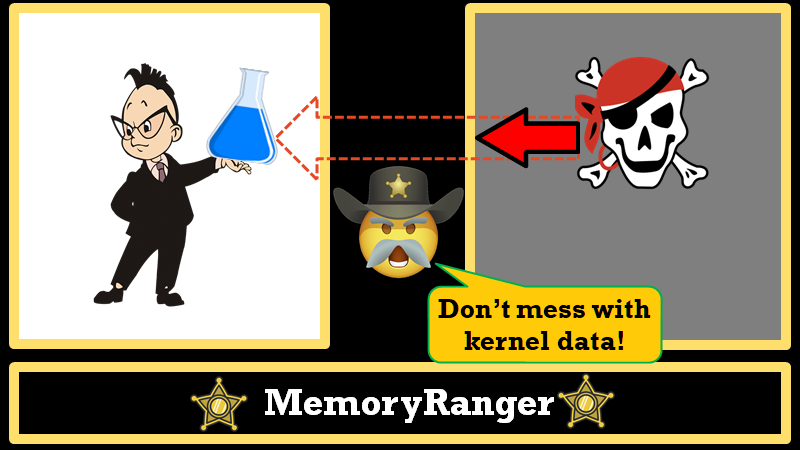 Don’t mess with
kernel data!
MemoryRanger